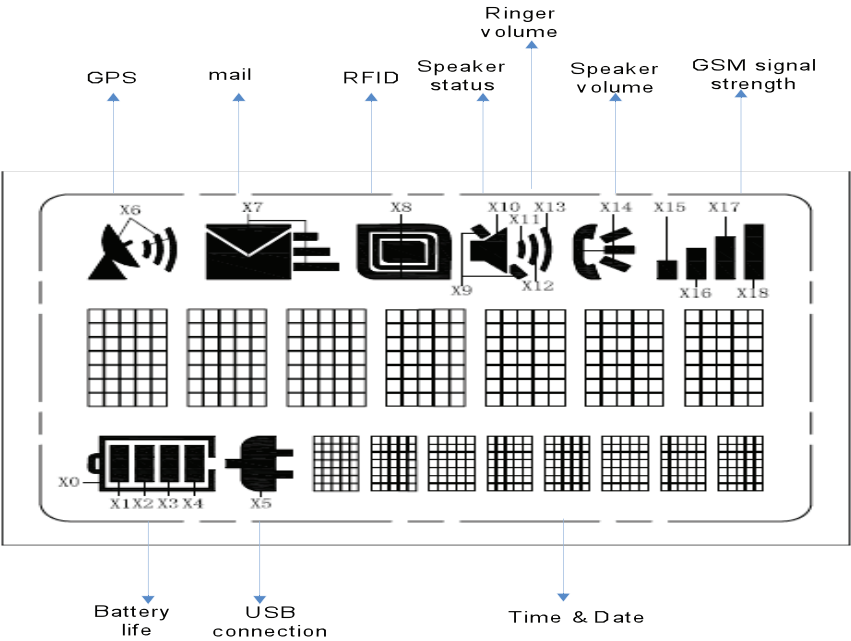 Ringer
volume
GPS
mail
RFID
Speaker
status
Speaker
volume
GSM signal
strength
X6
X7
X8
X10
X11
X13
X14
X15
X17
X9
X12
X16
X18
X0
X1 X2 X3 X4
X5
Battery
life
USB
connection
Time & Date